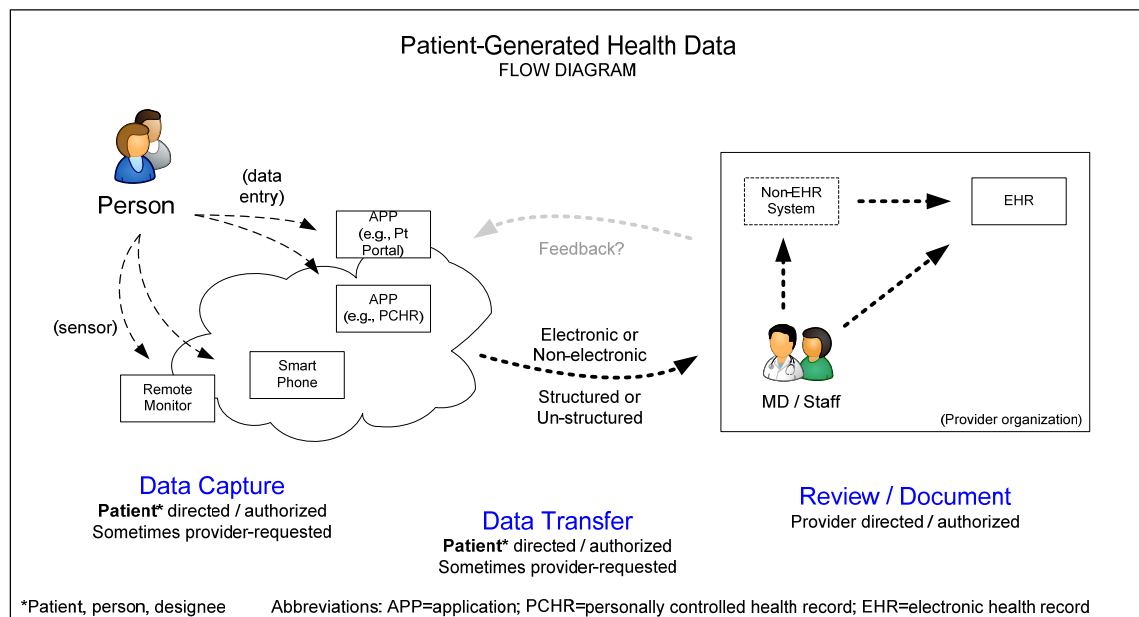 Patient-Generated Health Data
FLOW DIAGRAM
Person
(data
entry)
(sensor)
APP
(e.g., Pt
Portal)
APP
(e.g., PCHR)
Smart
Phone
Remote
Monitor
Feedback?
Electronic or
Non-electronic
Structured or
Un-structured
Non-EHR
System
EHR
MD / Staff
(Provider organization)
Data Capture
Patient* directed / authorized
Sometimes provider-requested
Data Transfer
Patient* directed / authorized
Sometimes provider-requested
Review / Document
Provider directed / authorized
*Patient, person, designee Abbreviations: APP=application; PCHR=personally controlled health record; EHR=electronic health record